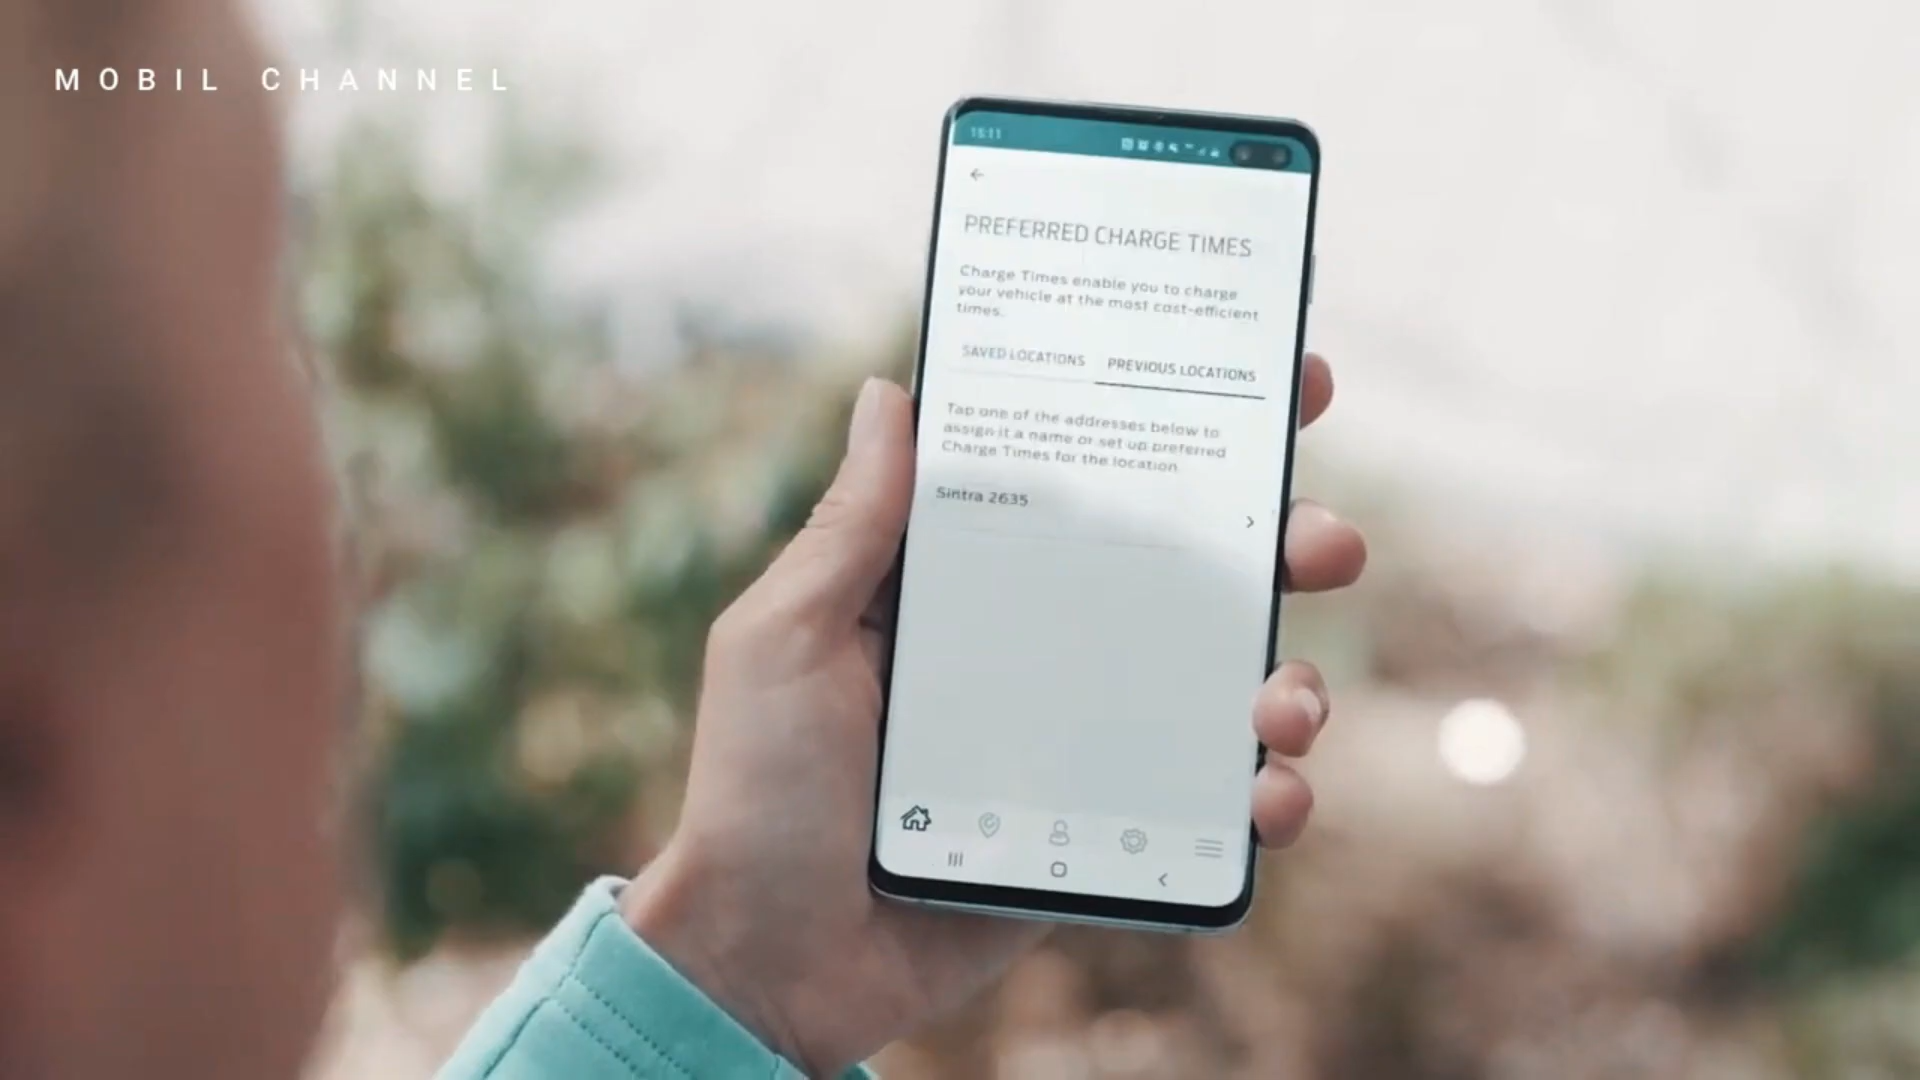 MOBIL CHANNEL
15:11
PREFERRED CHARGE TIMES
Charge Times enable you to charge
your vehicle at the most cost-efficient
times.
SAVED LOCATIONS PREVIOUS LOCATIONS
Tap one of the addresses below to
assign it a name or set up preferred
Charge Times for the location
Sintra 2635